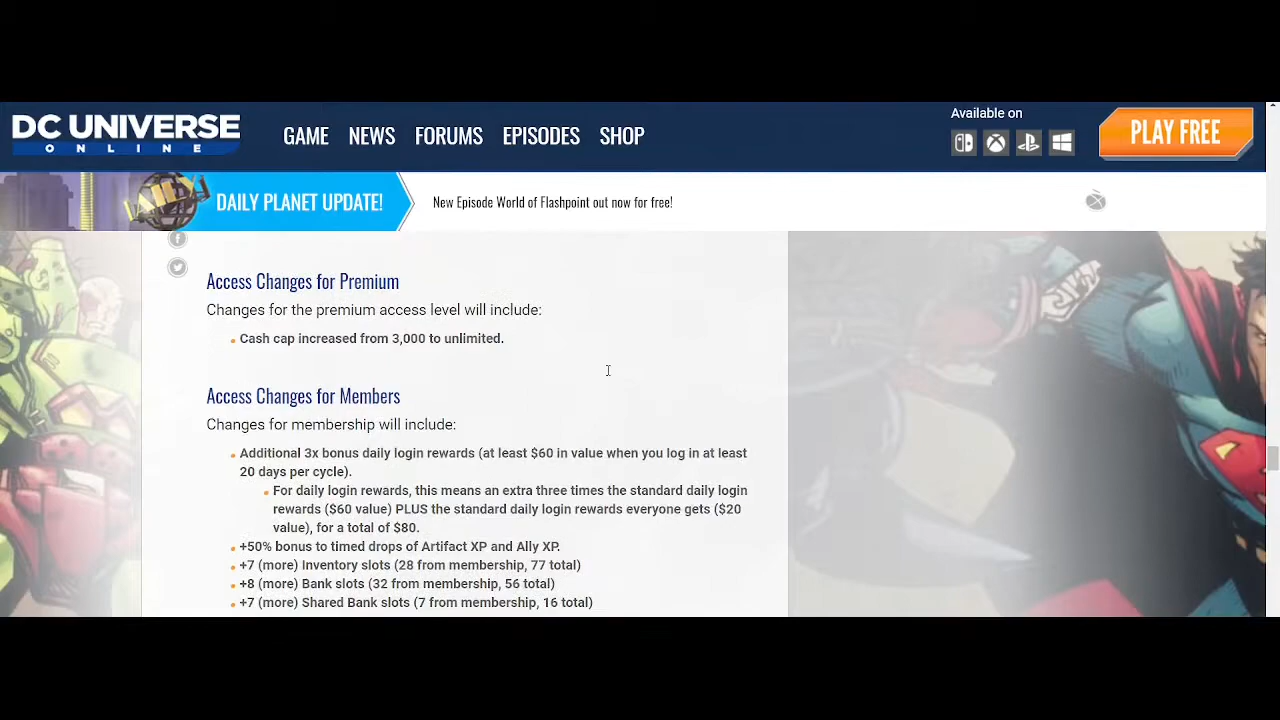 DC UNIVERSE
ONLINE
GAME NEWS FORUMS EPISODES SHOP
Available on
PLAY FREE
DAILY
DAILY PLANET UPDATE!
New Episode World of Flashpoint out now for free!
Access Changes for Premium
Changes for the premium access level will include:
Cash cap increased from 3,000 to unlimited.
Access Changes for Members
Changes for membership will include:
Additional 3x bonus daily login rewards (at least $60 in value when you log in at least
20 days per cycle).
For daily login rewards, this means an extra three times the standard daily login
rewards ($60 value) PLUS the standard daily login rewards everyone gets ($20
value), for a total of $80.
+50% bonus to timed drops of Artifact XP and Ally XP.
+7 (more) Inventory slots (28 from membership, 77 total)
+8 (more) Bank slots (32 from membership, 56 total)
+7 (more) Shared Bank slots (7 from membership, 16 total)